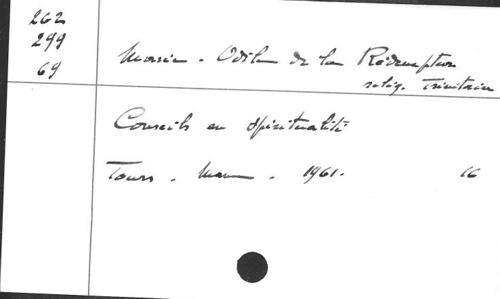 262
299
69
Marie - Odile de la Rédemption
relig. Trinitaire
Conseils en spiritualité
Tours - Mame - 1961. 16